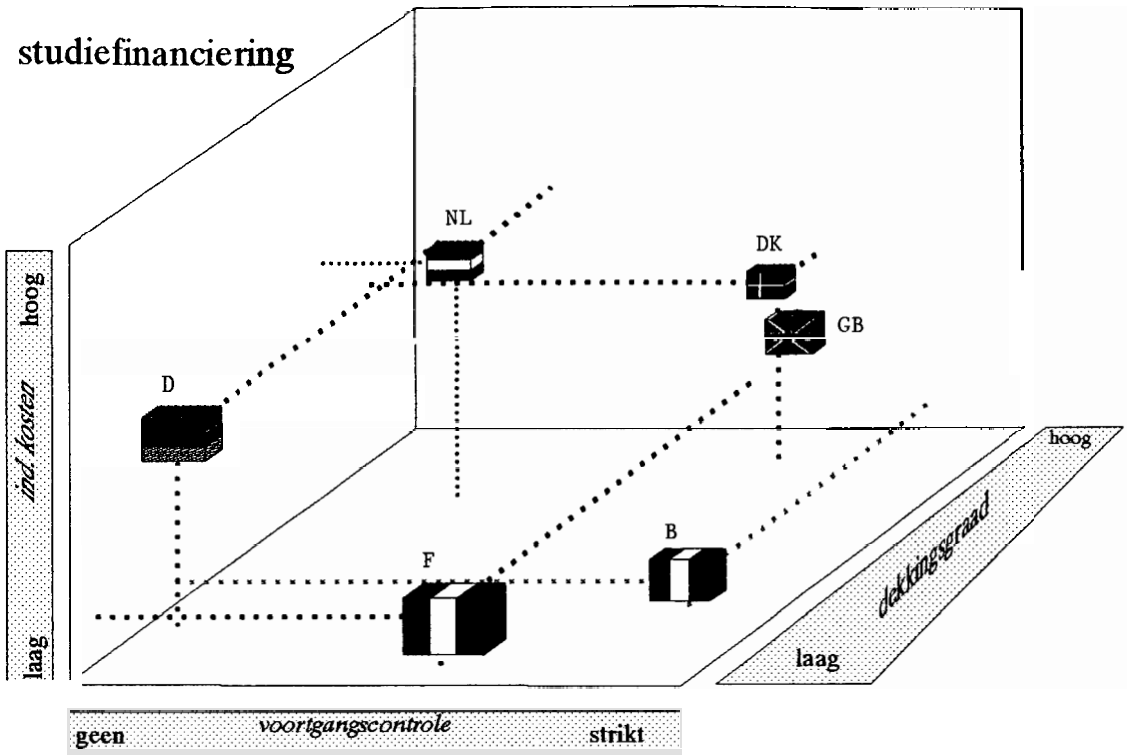 studiefinanciering
NL
DK
GB
D
hoog
ind kosten
laag
F
B
hoog
dekkingsgraad
laag
geen
voortgangscontrole
strikt